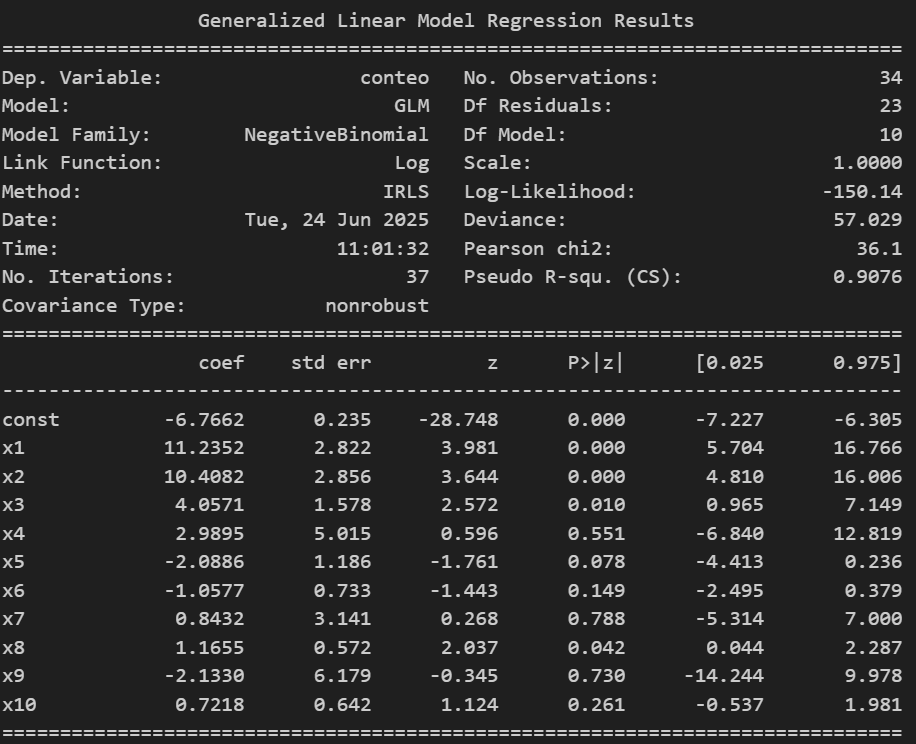 Generalized Linear Model Regression Results
==============================================================================
Dep. Variable:                 conteo   No. Observations:                   34
Model:                            GLM   Df Residuals:                       23
Model Family:        NegativeBinomial   Df Model:                           10
Link Function:                    Log   Scale:                          1.0000
Method:                          IRLS   Log-Likelihood:                -150.14
Date:                Tue, 24 Jun 2025   Deviance:                       57.029
Time:                        11:01:32   Pearson chi2:                     36.1
No. Iterations:                    37   Pseudo R-squ. (CS):             0.9076
Covariance Type:            nonrobust
==============================================================================
                 coef    std err          z      P>|z|      [0.025      0.975]
------------------------------------------------------------------------------
const         -6.7662      0.235    -28.748      0.000      -7.227      -6.305
x1            11.2352      2.822      3.981      0.000       5.704      16.766
x2            10.4082      2.856      3.644      0.000       4.810      16.006
x3             4.0571      1.578      2.572      0.010       0.965       7.149
x4             2.9895      5.015      0.596      0.551      -6.840      12.819
x5            -2.0886      1.186     -1.761      0.078      -4.413       0.236
x6            -1.0577      0.733     -1.443      0.149      -2.495       0.379
x7             0.8432      3.141      0.268      0.788      -5.314       7.000
x8             1.1655      0.572      2.037      0.042       0.044       2.287
x9            -2.1330      6.179     -0.345      0.730     -14.244       9.978
x10            0.7218      0.642      1.124      0.261      -0.537       1.981
==============================================================================